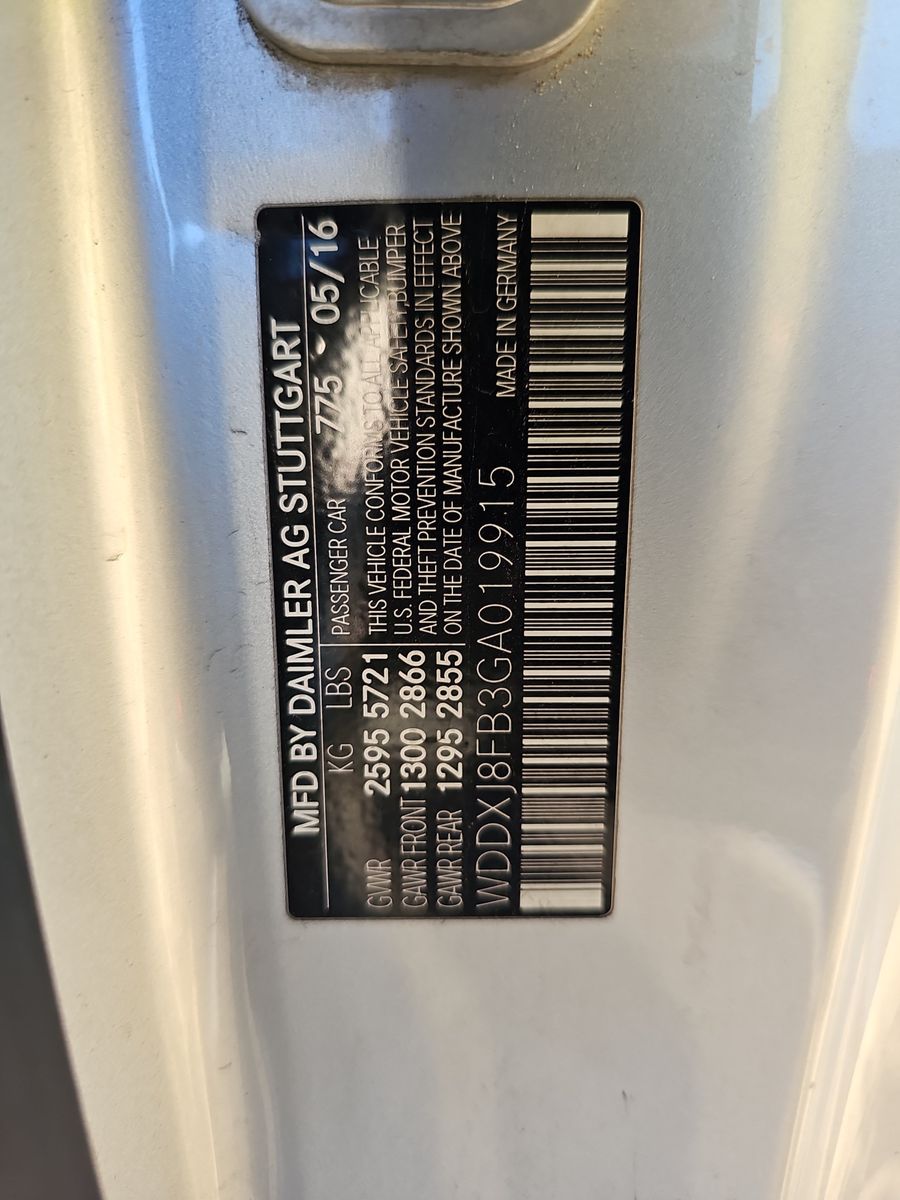 MFD BY DAIMLER AG STUTTGART
KG LBS PASSENGER CAR 775 - 05/16
GVWR 2595 5721 THIS VEHICLE CONFORMS TO ALL APPLICABLE
GAWR FRONT 1300 2866 U.S. FEDERAL MOTOR VEHICLE SAFETY, BUMPER
AND THEFT PREVENTION STANDARDS IN EFFECT
GAWR REAR 1295 2855 ON THE DATE OF MANUFACTURE SHOWN ABOVE
WDDXJ8FB3GA019915 MADE IN GERMANY